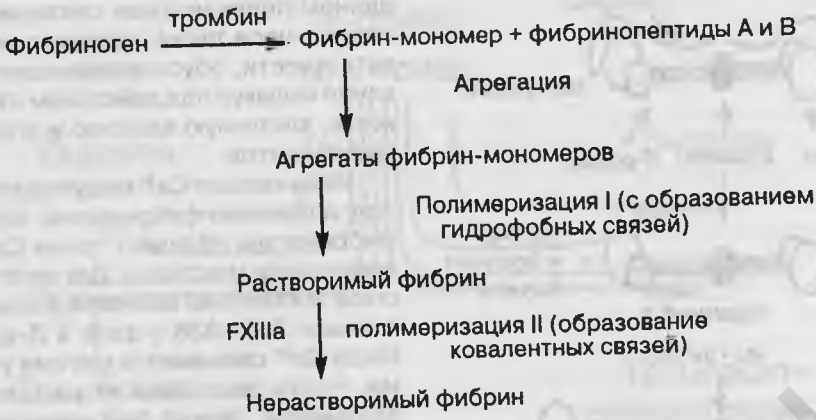 тромбин
Фибриноген Фибрин-мономер + фибринопептиды А и В
Агрегация
Агрегаты фибрин-мономеров
Полимеризация I (с образованием
гидрофобных связей)
Растворимый фибрин
FXIIIa полимеризация II (образование
ковалентных связей)
Нерастворимый фибрин